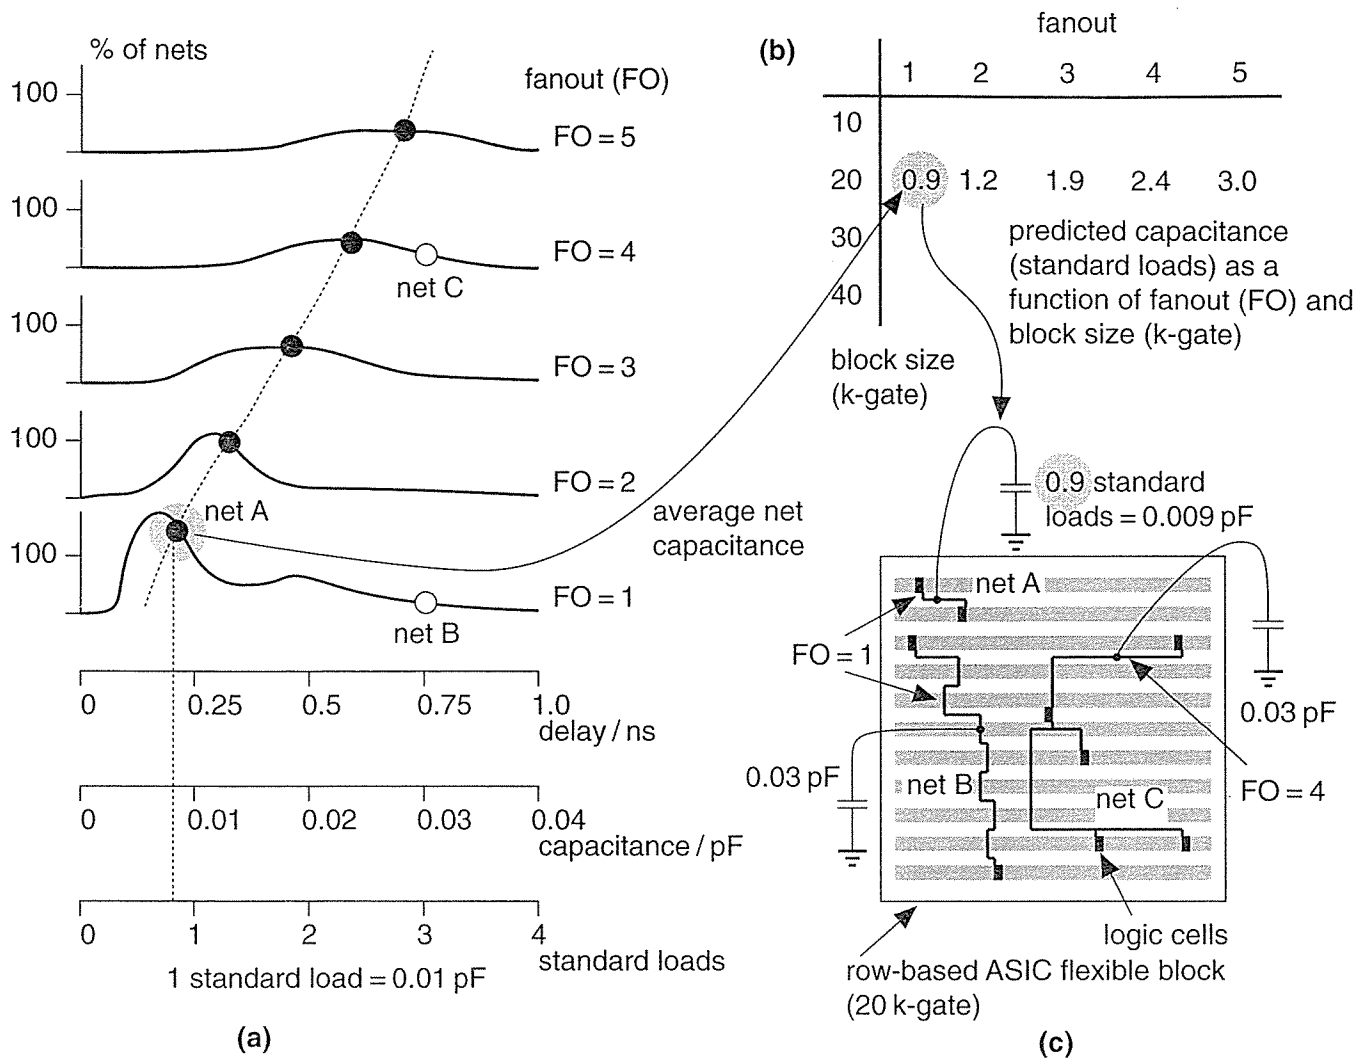 % of nets
fanout (FO)
100
FO = 5
100
FO = 4
net C
100
FO = 3
100
FO = 2
net A
100
FO = 1
net B
average net
capacitance
0 0.25 0.5 0.75 1.0
delay / ns
0 0.01 0.02 0.03 0.04
capacitance / pF
0 1 2 3 4
standard loads
1 standard load = 0.01 pF
(a)
(b)
fanout
1 2 3 4 5
10
20 0.9 1.2 1.9 2.4 3.0
30
40
predicted capacitance
(standard loads) as a
function of fanout (FO) and
block size (k-gate)
block size
(k-gate)
0.9 standard
loads = 0.009 pF
net A
FO = 1
0.03 pF
0.03 pF
net B
net C
FO = 4
logic cells
row-based ASIC flexible block
(20 k-gate)
(c)